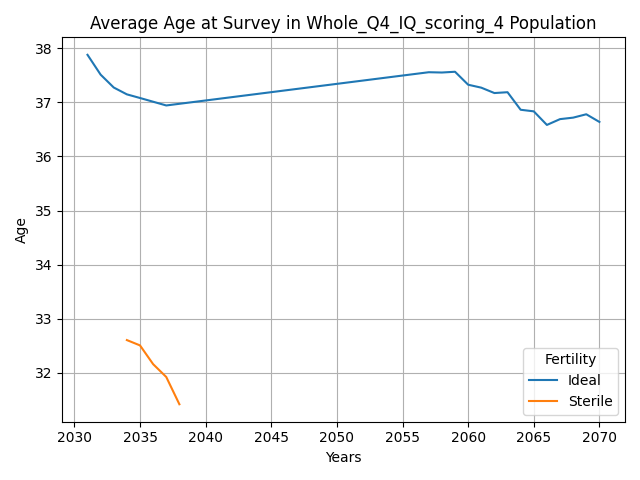 Average Age at Survey in Whole_Q4_IQ_scoring_4 Population
38
37
36
35
34
33
32
Age
2030 2035 2040 2045 2050 2055 2060 2065 2070
Years
Fertility
Ideal
Sterile